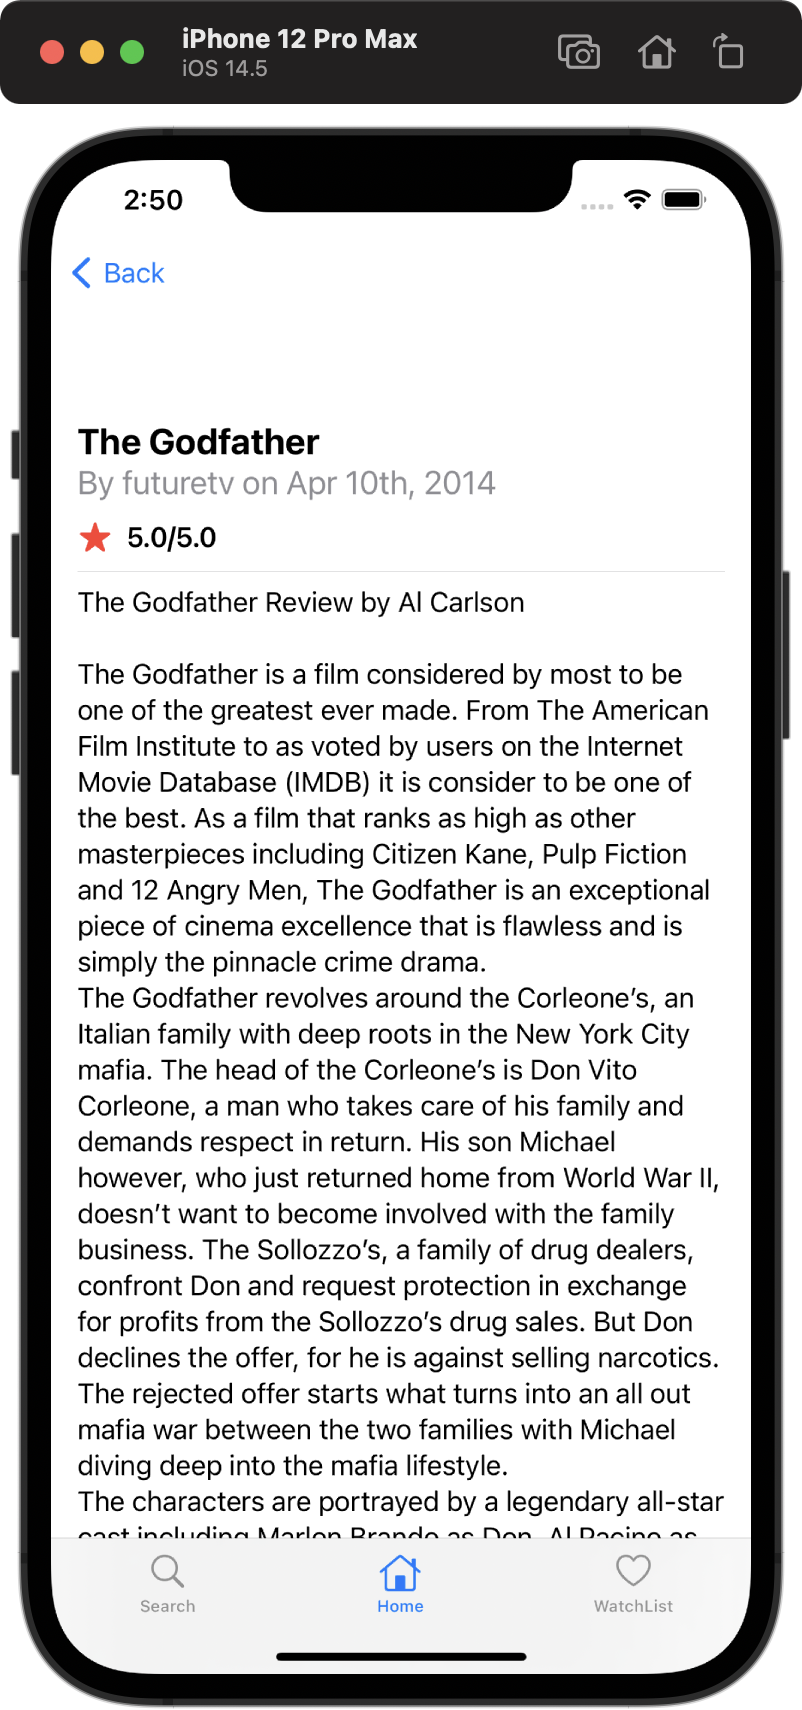 iPhone 12 Pro Max
iOS 14.5
2:50
Back
The Godfather
By futuretv on Apr 10th, 2014
5.0/5.0
The Godfather Review by Al Carlson
The Godfather is a film considered by most to be
one of the greatest ever made. From The American
Film Institute to as voted by users on the Internet
Movie Database (IMDB) it is consider to be one of
the best. As a film that ranks as high as other
masterpieces including Citizen Kane, Pulp Fiction
and 12 Angry Men, The Godfather is an exceptional
piece of cinema excellence that is flawless and is
simply the pinnacle crime drama.
The Godfather revolves around the Corleone’s, an
Italian family with deep roots in the New York City
mafia. The head of the Corleone’s is Don Vito
Corleone, a man who takes care of his family and
demands respect in return. His son Michael
however, who just returned home from World War II,
doesn’t want to become involved with the family
business. The Sollozzo’s, a family of drug dealers,
confront Don and request protection in exchange
for profits from the Sollozzo’s drug sales. But Don
declines the offer, for he is against selling narcotics.
The rejected offer starts what turns into an all out
mafia war between the two families with Michael
diving deep into the mafia lifestyle.
The characters are portrayed by a legendary all-star
cast including Marlon Brando as Don, Al Pacino as
Search
Home
WatchList